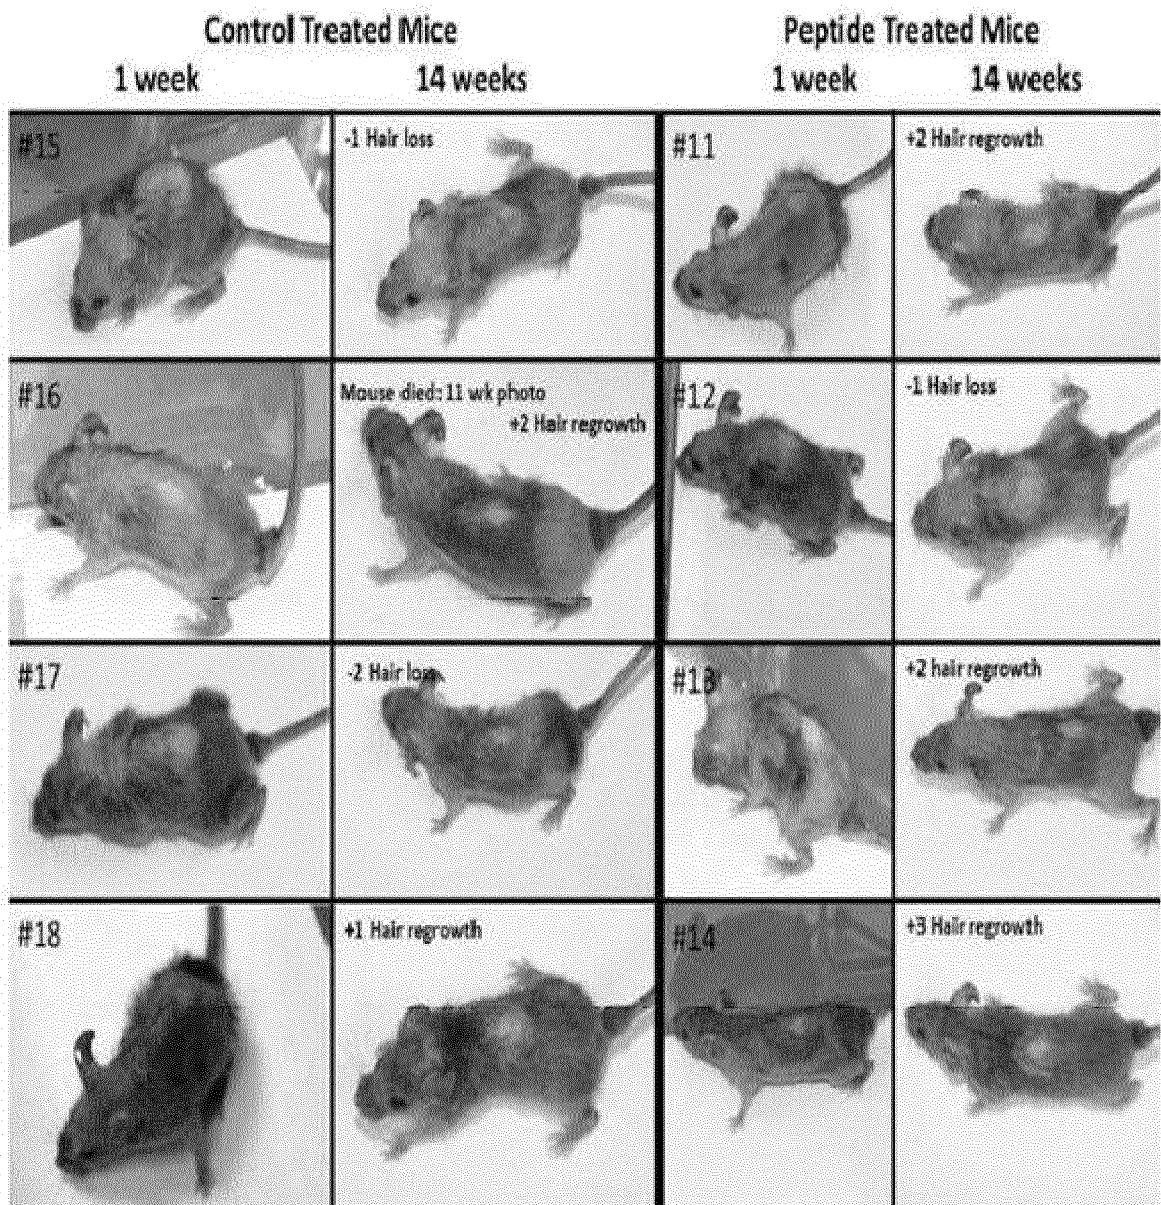 Control Treated Mice
Peptide Treated Mice
1 week
14 weeks
1 week
14 weeks
#15
-1 Hair loss
#11
+2 Hair regrowth
#16
Mouse died: 11 wk photo
+2 Hair regrowth
#12
-1 Hair loss
#17
-2 Hair loss
#13
+2 hair regrowth
#18
+1 Hair regrowth
#14
+3 Hair regrowth